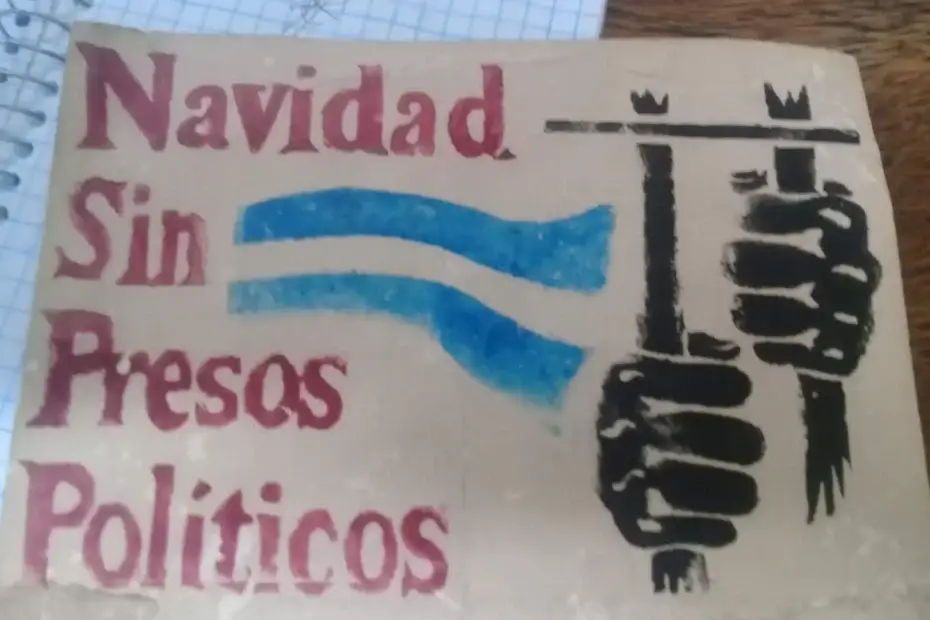 Navidad
Sin
Presos
Políticos